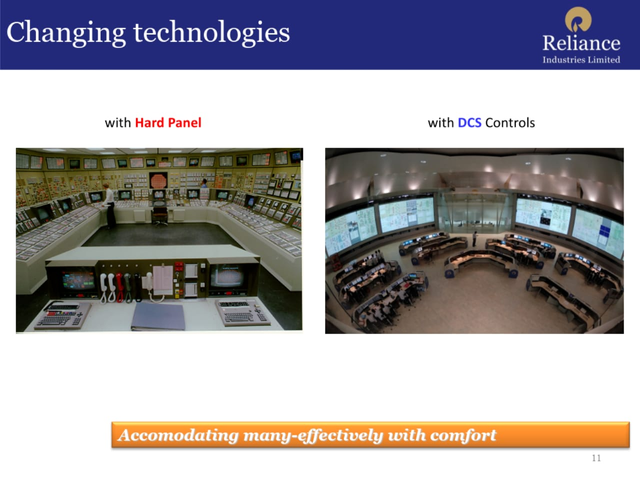 Changing technologies
Reliance
Industries Limited
with Hard Panel
with DCS Controls
Accomodating many-effectively with comfort
11